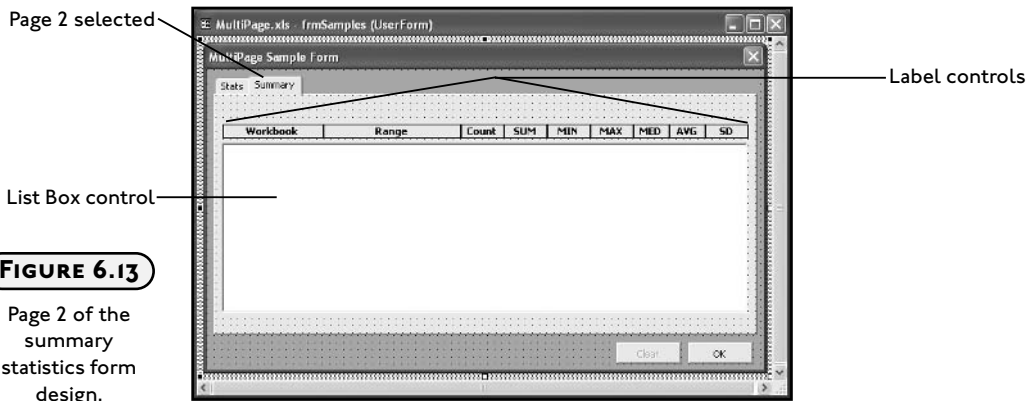 Page 2 selected
MultiPage.xls - frmSamples (UserForm)
MultiPage Sample Form
Stats Summary
Label controls
Workbook Range Count SUM MIN MAX MED AVG SD
List Box control
Clear OK
FIGURE 6.13
Page 2 of the
summary
statistics form
design.